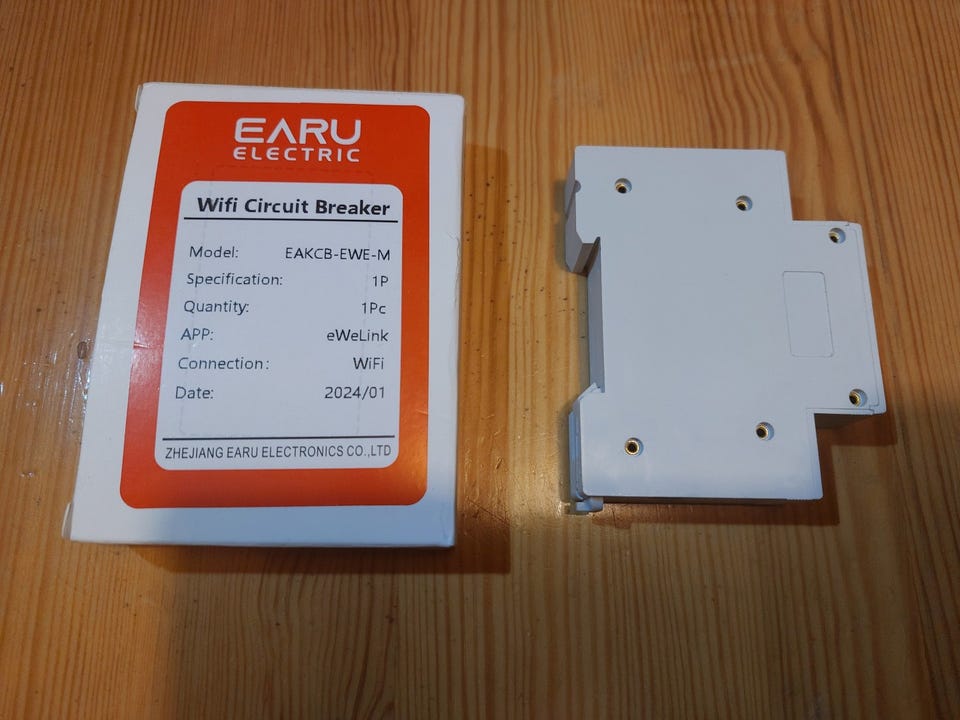 EARU
ELECTRIC
Wifi Circuit Breaker
Model: EAKCB-EWE-M
Specification: 1P
Quantity: 1Pc
APP: eWeLink
Connection: WiFi
Date: 2024/01
ZHEJIANG EARU ELECTRONICS CO.,LTD